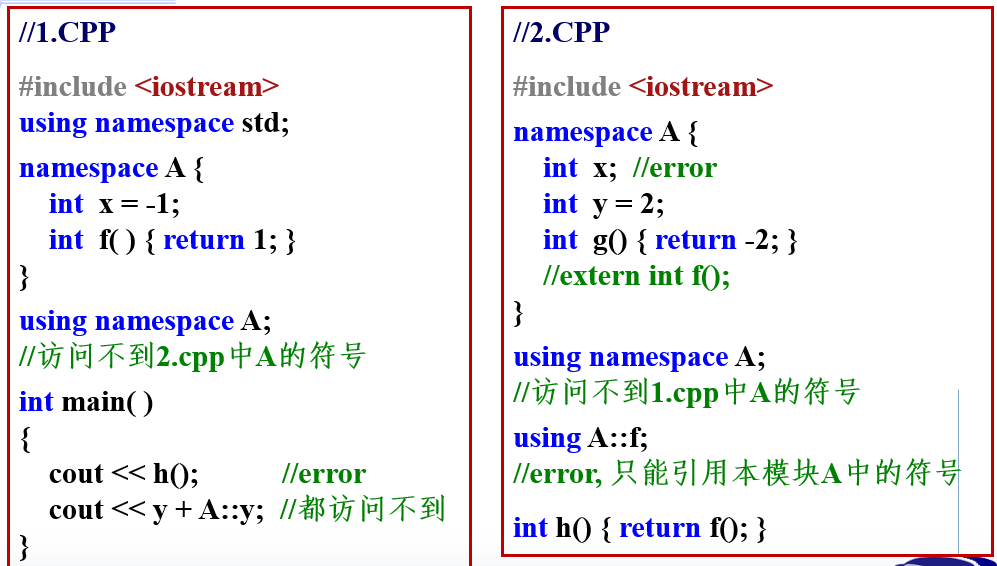 //1.CPP
#include <iostream>
using namespace std;
namespace A {
int x = -1;
int f( ) { return 1; }
}
using namespace A;
//访问不到2.cpp中A的符号
int main( )
{
cout << h(); //error
cout << y + A::y; //都访问不到
}
//2.CPP
#include <iostream>
namespace A {
int x; //error
int y = 2;
int g() { return -2; }
//extern int f();
}
using namespace A;
//访问不到1.cpp中A的符号
using A::f;
//error, 只能引用本模块A中的符号
int h() { return f(); }